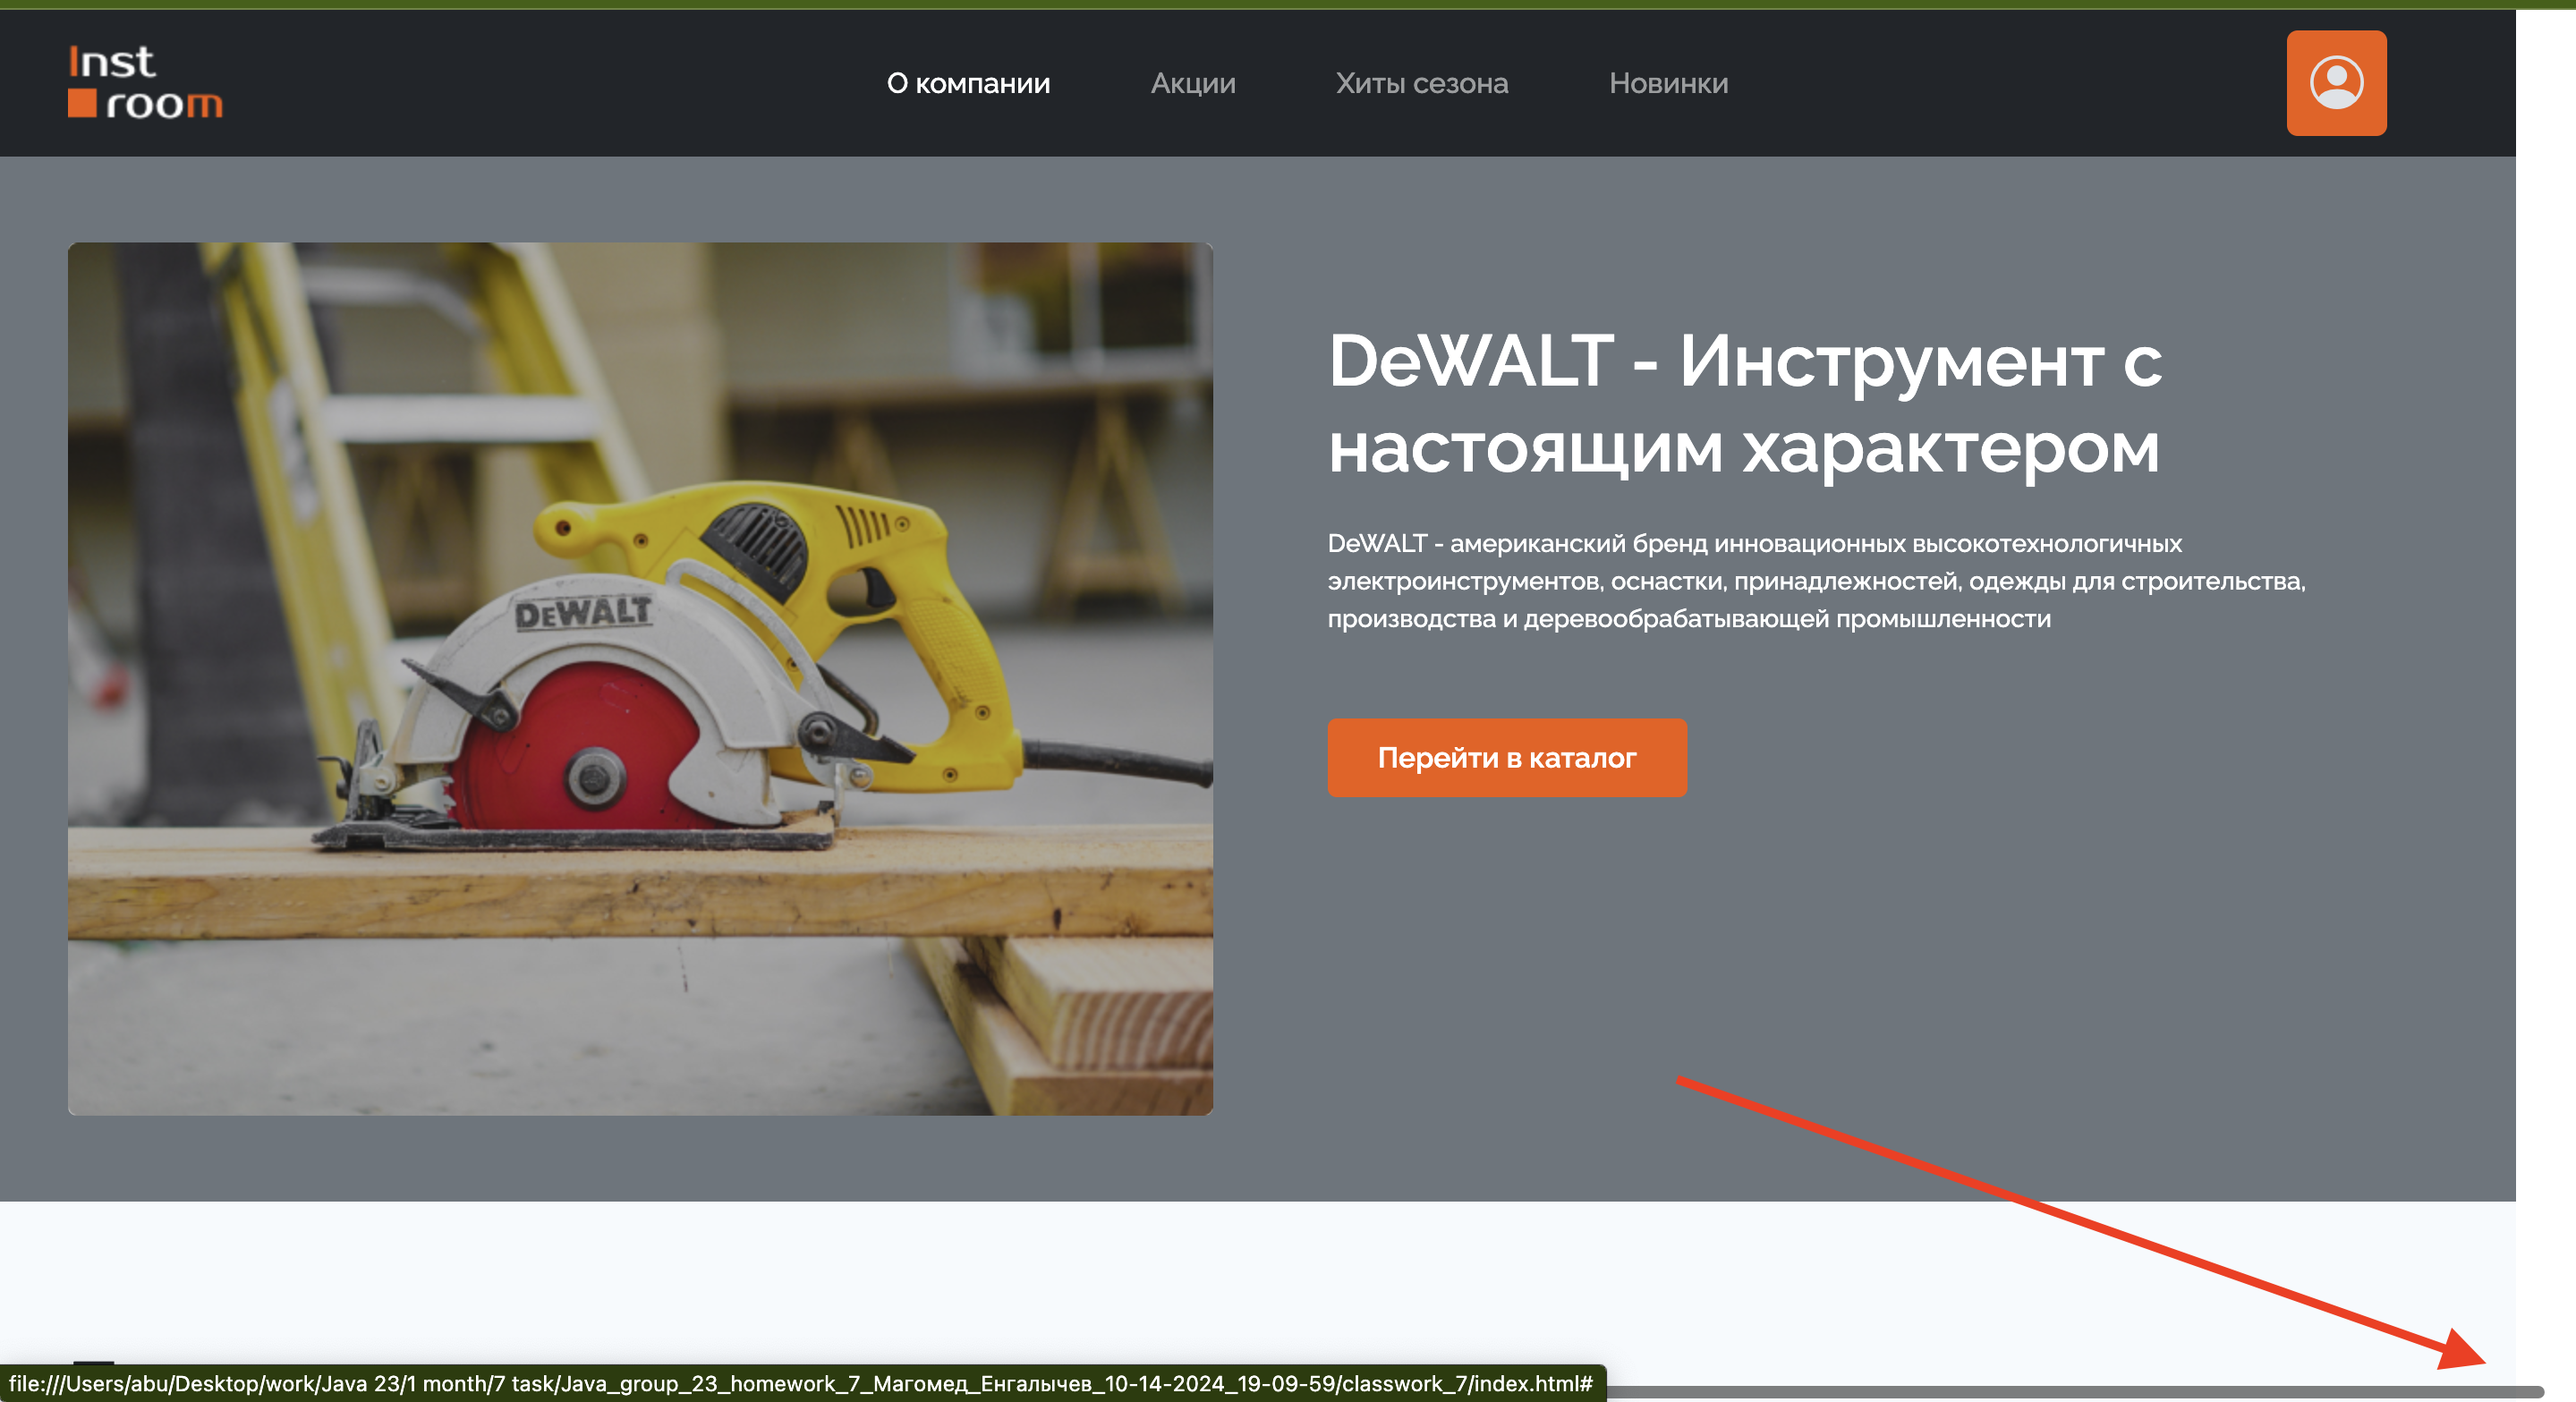 Inst
room
О компании
Акции
Хиты сезона
Новинки
DeWALT - Инструмент с
настоящим характером
DeWALT - американский бренд инновационных высокотехнологичных
электроинструментов, оснастки, принадлежностей, одежды для строительства,
производства и деревообрабатывающей промышленности
Перейти в каталог
DEWALT
file:///Users/abu/Desktop/work/Java 23/1 month/7 task/Java_group_23_homework_7_Магомед_Енгалычев_10-14-2024_19-09-59/classwork_7/index.html#